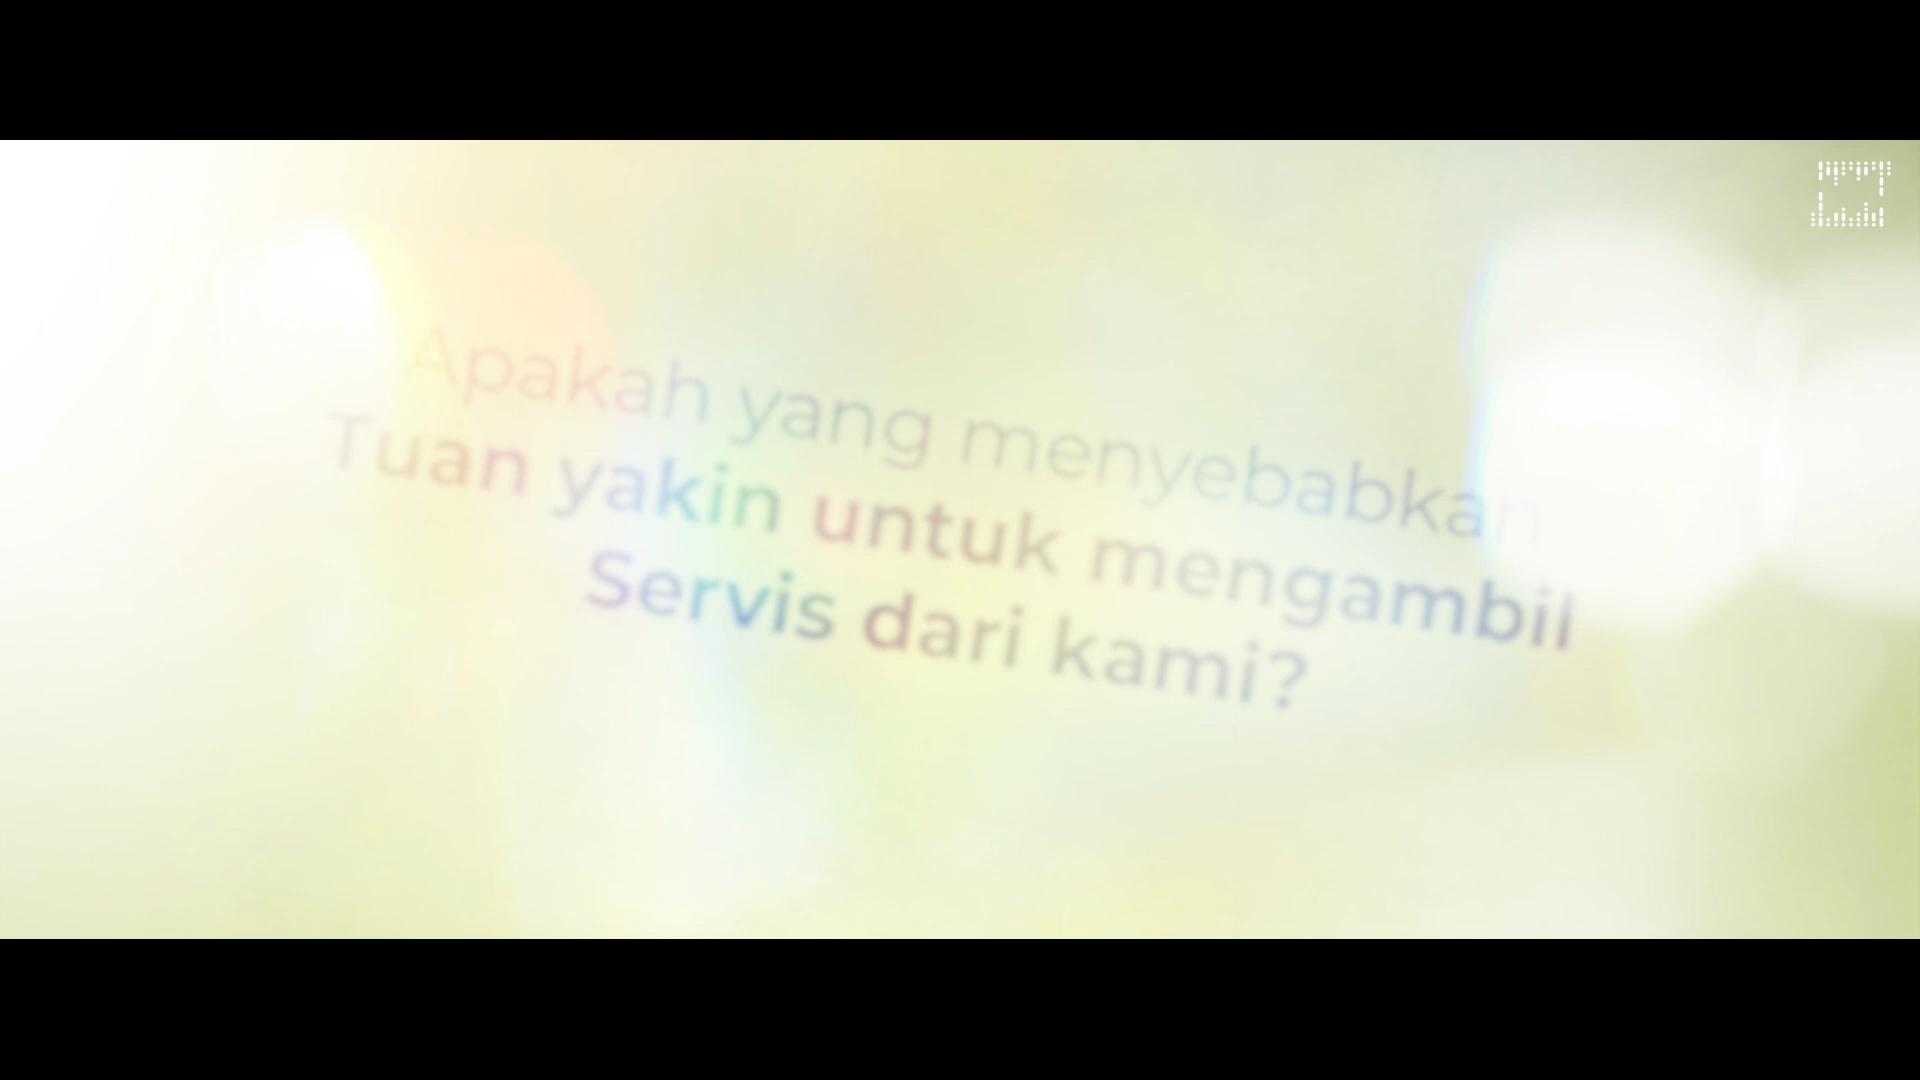 Apakah yang menyebabkan
Tuan yakin untuk mengambil
Servis dari kami?